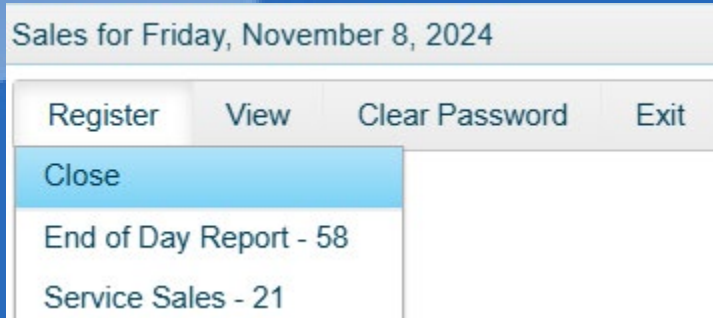 Sales for Friday, November 8, 2024
Register View Clear Password Exit
Close
End of Day Report - 58
Service Sales - 21